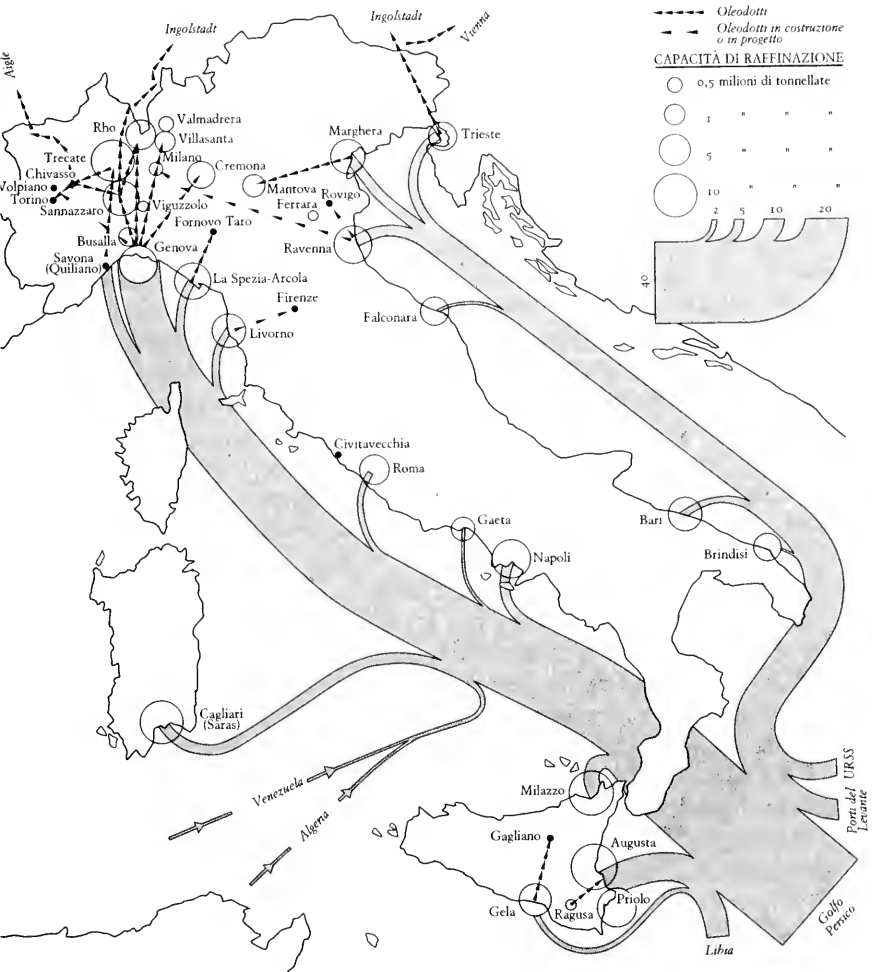 Oleodotti
Oleodotti in costruzione
o in progetto
CAPACITÀ DI RAFFINAZIONE
0,5 milioni di tonnellate
1 " " "
5 " " "
10 " " "
2 5 10 20
40
Ingolstadt
Ingolstadt
Vienna
Aigle
Rho
Valmadrera
Villasanta
Marghera
Trieste
Trecate
Milano
Chivasso
Cremona
Volpiano
Mantova
Rovigo
Torino
Ferrara
Sannazzaro
Viguzzolo
Fornovo Taro
Busalla
Genova
Ravenna
Savona
(Quiliano)
La Spezia-Arcola
Firenze
Livorno
Falconara
Civitavecchia
Roma
Gaeta
Bari
Napoli
Brindisi
Cagliari
(Saras)
Venezuela
Algeria
Milazzo
URSS
Porti del
Levante
Gagliano
Augusta
Gela
Ragusa
Priolo
Golfo
Persico
Libia